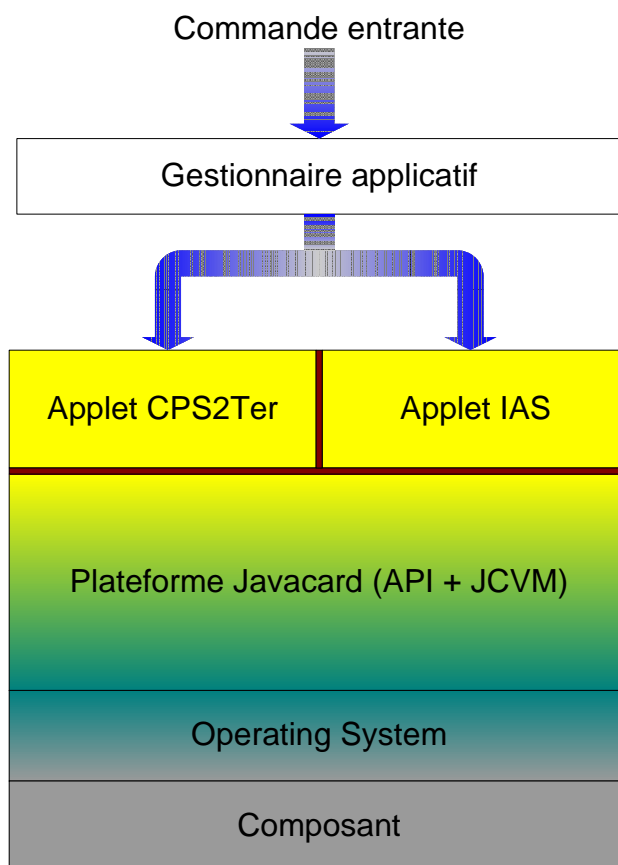 Commande entrante
Gestionnaire applicatif
Applet CPS2Ter
Applet IAS
Plateforme Javacard (API + JCVM)
Operating System
Composant